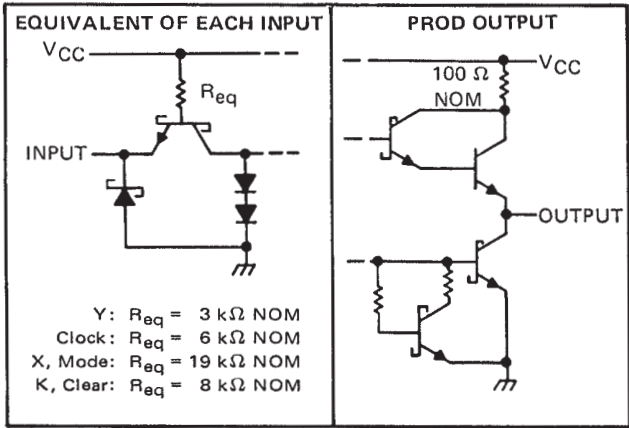 EQUIVALENT OF EACH INPUT
VCC
Req
INPUT
Y: Req = 3 kΩ NOM
Clock: Req = 6 kΩ NOM
X, Mode: Req = 19 kΩ NOM
K, Clear: Req = 8 kΩ NOM
PROD OUTPUT
VCC
100 Ω
NOM
OUTPUT